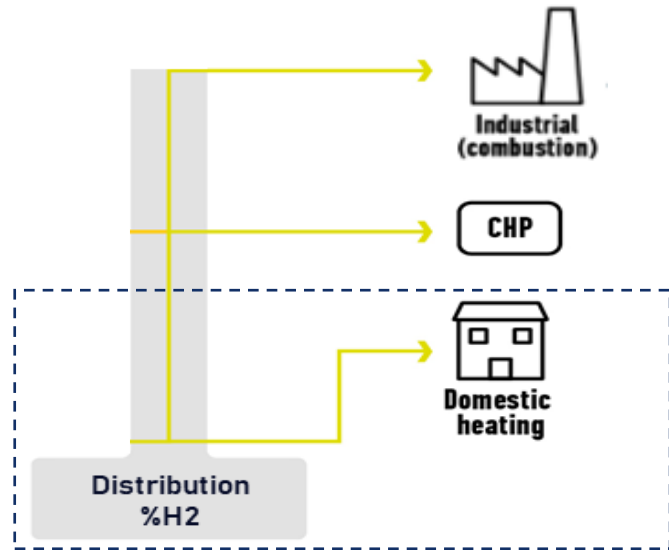 Industrial
(combustion)
CHP
Domestic
heating
Distribution
%H2